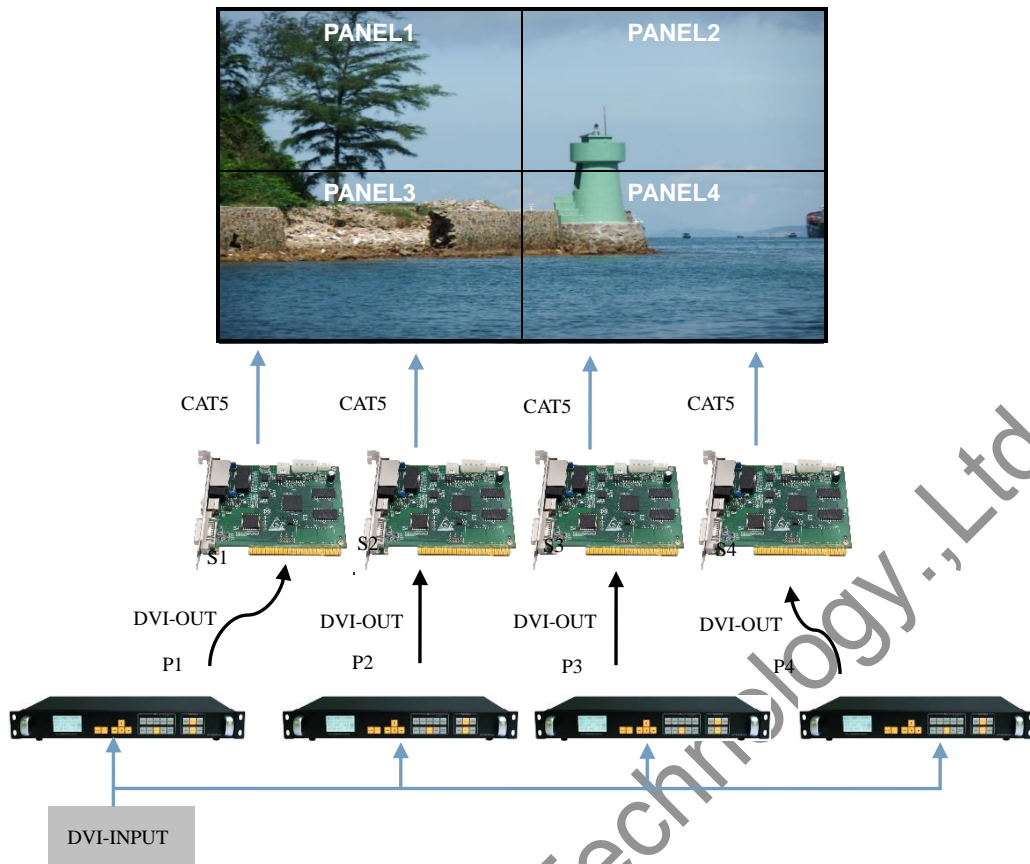 PANEL1 PANEL2
PANEL3 PANEL4
CAT5 CAT5 CAT5 CAT5
S1 S2 S3 S4
DVI-OUT DVI-OUT DVI-OUT DVI-OUT
P1 P2 P3 P4
DVI-INPUT
Technology.,Ltd